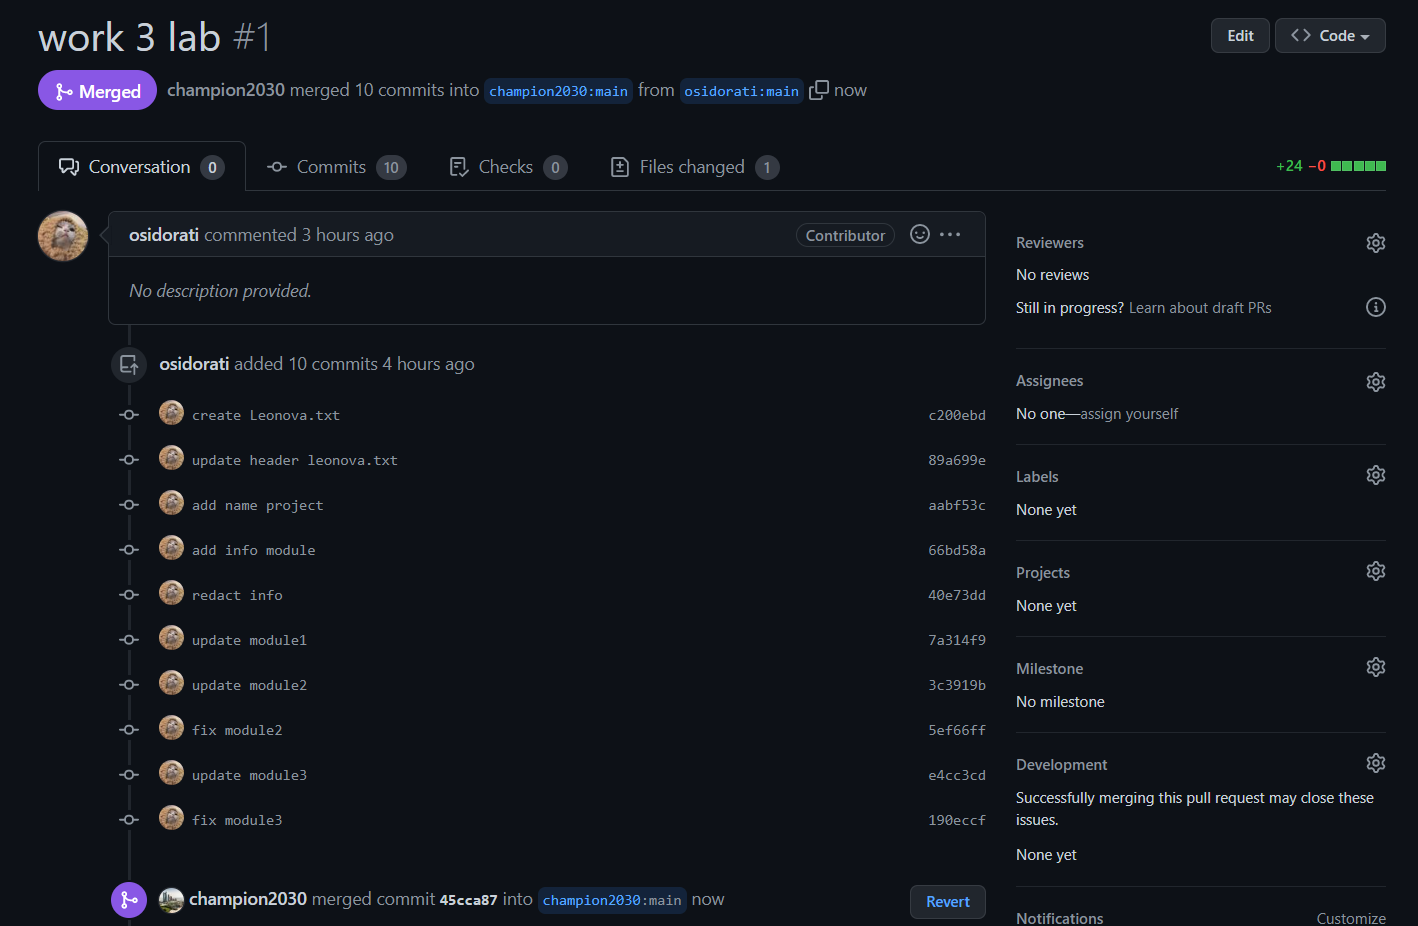 work 3 lab #1
Edit
Code
Merged
champion2030 merged 10 commits into champion2030:main from osidorati:main now
Conversation 0
Commits 10
Checks 0
Files changed 1
+24 −0
osidorati commented 3 hours ago
Contributor
No description provided.
osidorati added 10 commits 4 hours ago
create Leonova.txt c200ebd
update header leonova.txt 89a699e
add name project aabf53c
add info module 66bd58a
redact info 40e73dd
update module1 7a314f9
update module2 3c3919b
fix module2 5ef66ff
update module3 e4cc3cd
fix module3 190eccf
champion2030 merged commit 45cca87 into champion2030:main now
Revert
Reviewers
No reviews
Still in progress? Learn about draft PRs
Assignees
No one—assign yourself
Labels
None yet
Projects
None yet
Milestone
No milestone
Development
Successfully merging this pull request may close these
issues.
None yet
Notifications
Customize